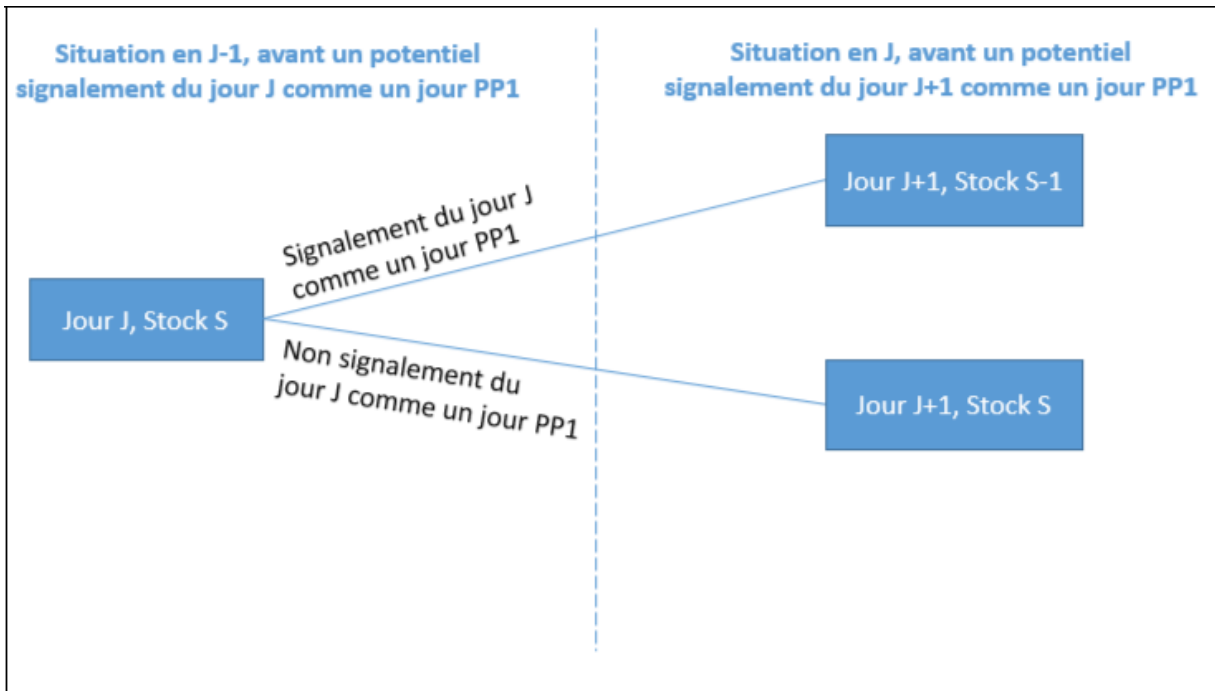 Situation en J-1, avant un potentiel
signalement du jour J comme un jour PP1
Situation en J, avant un potentiel
signalement du jour J+1 comme un jour PP1
Jour J+1, Stock S-1
Signalement du jour J
comme un jour PP1
Jour J, Stock S
Non signalement du
jour J comme un jour PP1
Jour J+1, Stock S